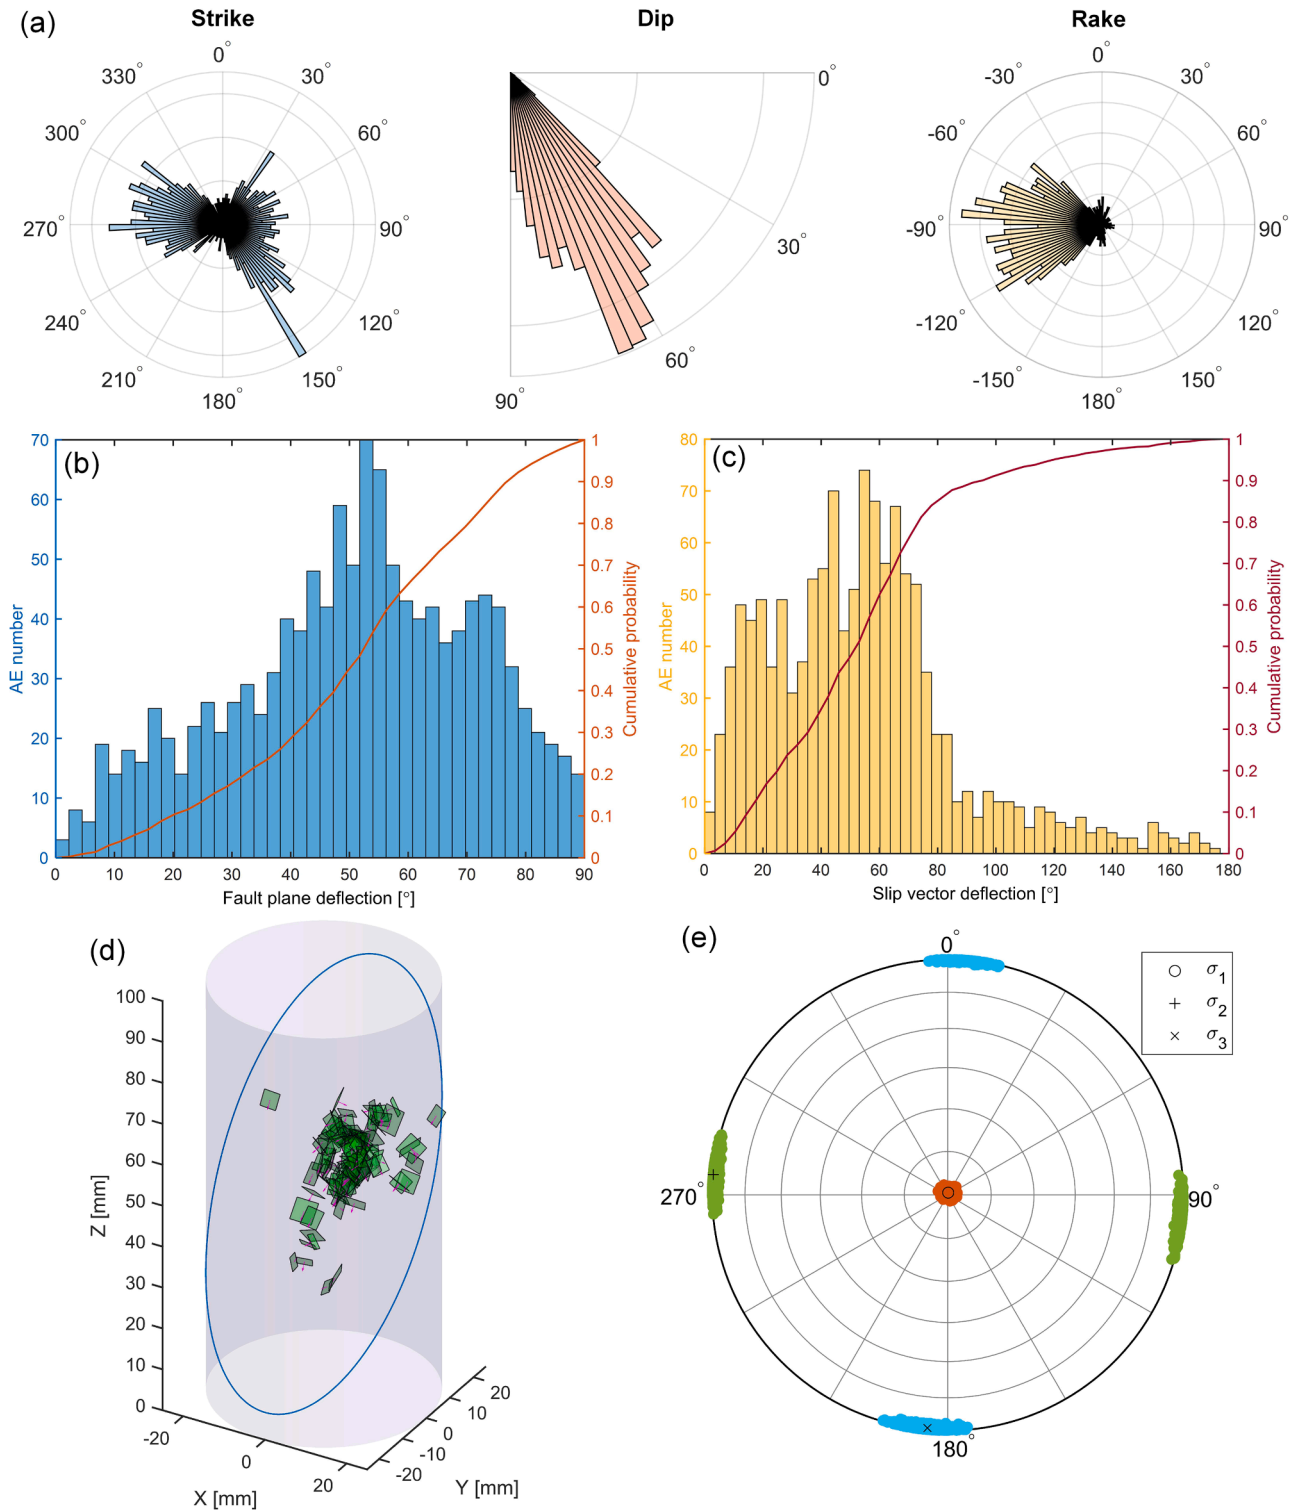 (a)
Strike
Dip
Rake
0°
30°
60°
90°
120°
150°
180°
210°
240°
270°
300°
330°
0°
30°
60°
90°
0°
30°
60°
90°
120°
150°
180°
-150°
-120°
-90°
-60°
-30°
(b)
AE number
0 10 20 30 40 50 60 70
Cumulative probability
0 0.1 0.2 0.3 0.4 0.5 0.6 0.7 0.8 0.9 1
0 10 20 30 40 50 60 70 80 90
Fault plane deflection [°]
(c)
AE number
0 10 20 30 40 50 60 70 80
Cumulative probability
0 0.1 0.2 0.3 0.4 0.5 0.6 0.7 0.8 0.9 1
0 20 40 60 80 100 120 140 160 180
Slip vector deflection [°]
(d)
Z [mm]
0 10 20 30 40 50 60 70 80 90 100
X [mm]
-20 0 20
Y [mm]
-20 -10 0 10 20
(e)
0°
90°
180°
270°
σ1
σ2
σ3